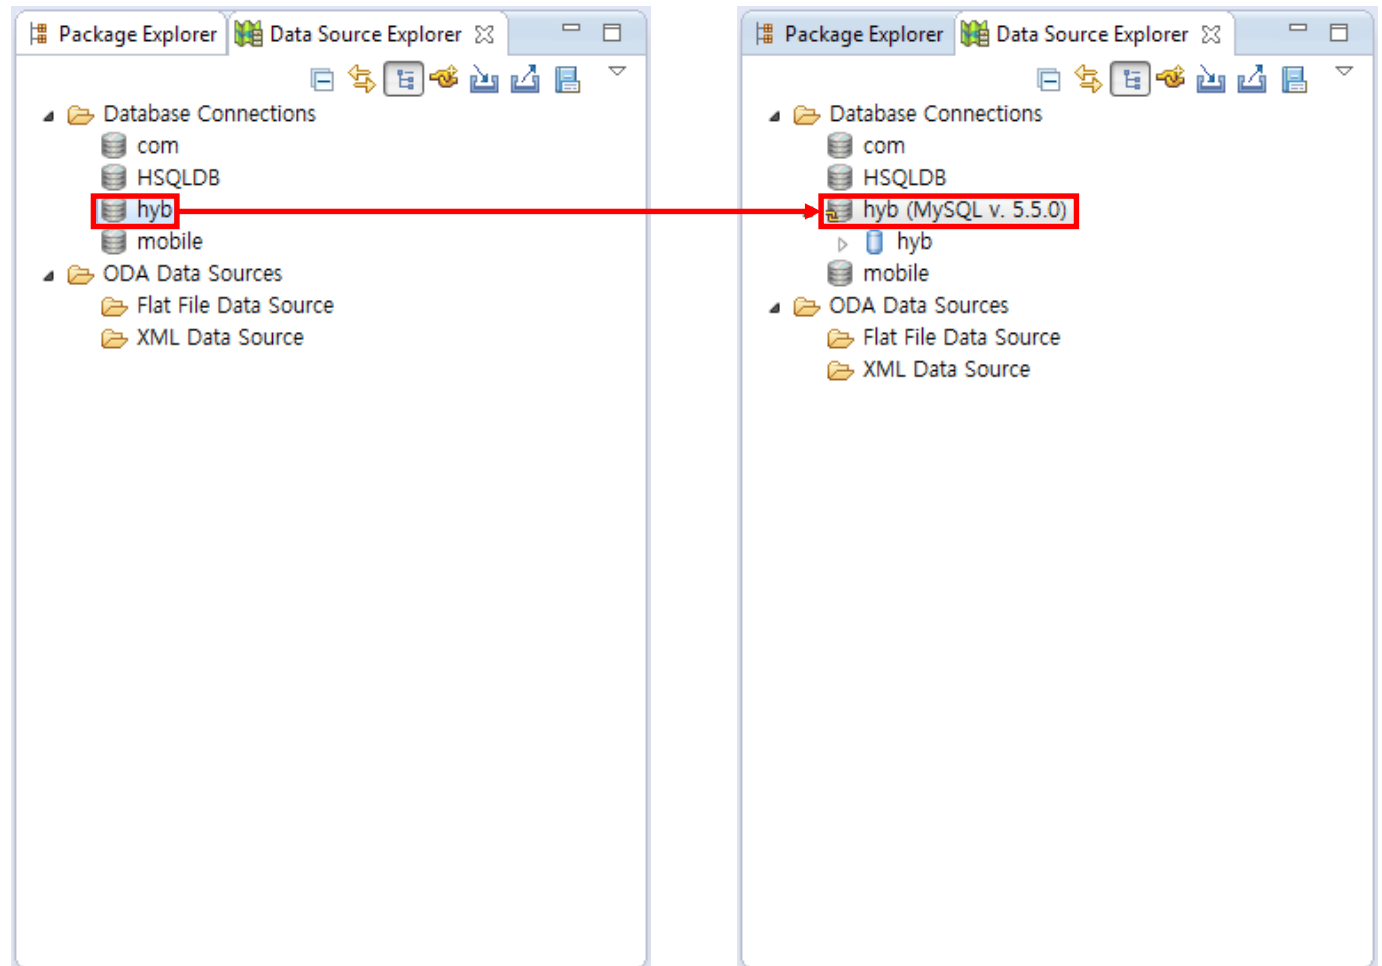 Package Explorer Data Source Explorer
Database Connections
com
HSQLDB
hyb
mobile
ODA Data Sources
Flat File Data Source
XML Data Source
Package Explorer Data Source Explorer
Database Connections
com
HSQLDB
hyb (MySQL v. 5.5.0)
hyb
mobile
ODA Data Sources
Flat File Data Source
XML Data Source